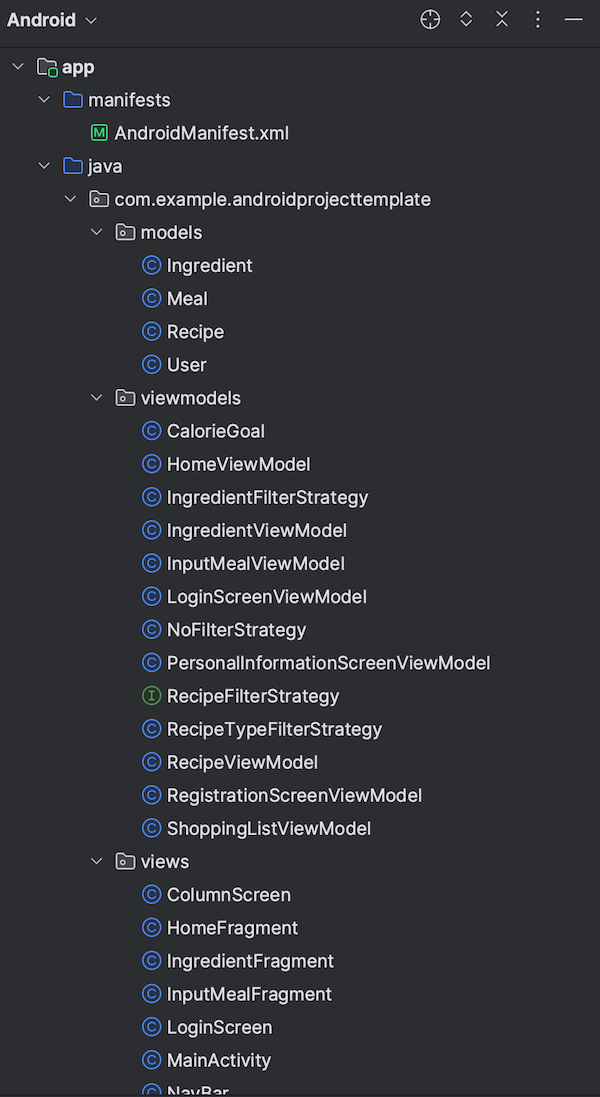 Android
app
manifests
M AndroidManifest.xml
java
com.example.androidprojecttemplate
models
C Ingredient
C Meal
C Recipe
C User
viewmodels
C CalorieGoal
C HomeViewModel
C IngredientFilterStrategy
C IngredientViewModel
C InputMealViewModel
C LoginScreenViewModel
C NoFilterStrategy
C PersonalInformationScreenViewModel
I RecipeFilterStrategy
C RecipeTypeFilterStrategy
C RecipeViewModel
C RegistrationScreenViewModel
C ShoppingListViewModel
views
C ColumnScreen
C HomeFragment
C IngredientFragment
C InputMealFragment
C LoginScreen
C MainActivity
C NavBar